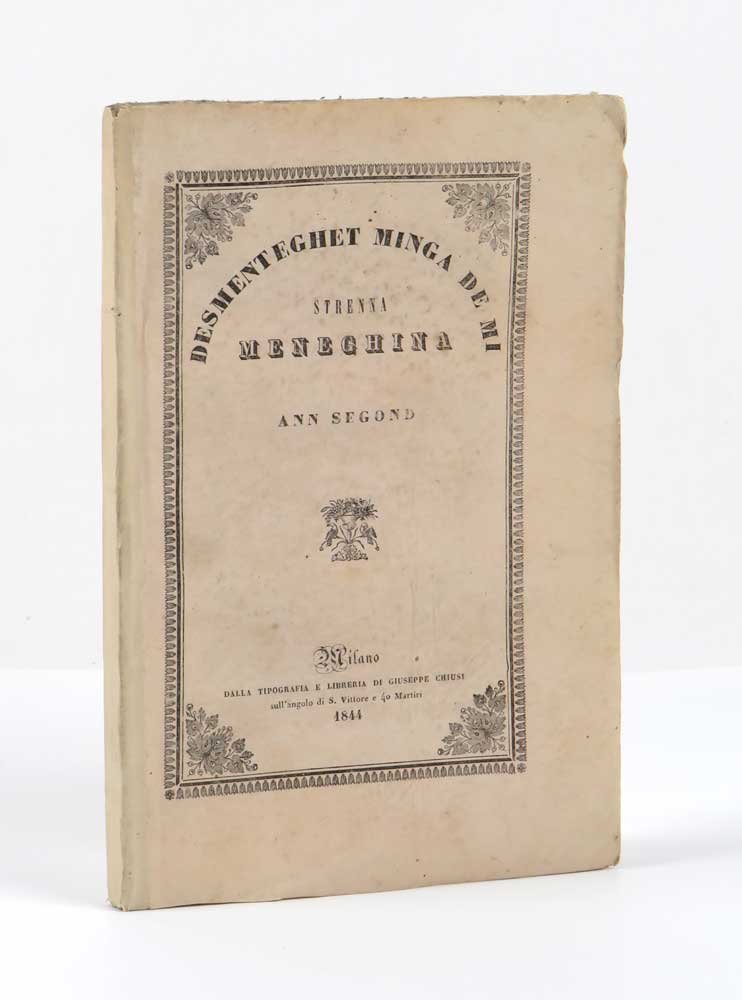 DESMENTEGHET MINGA DE MI
STRENNA
MENEGHINA
ANN SEGOND
Milano
DALLA TIPOGRAFIA E LIBRERIA DI GIUSEPPE CHIUSI
sull'angolo di S. Vittore e 40 Martiri
1844